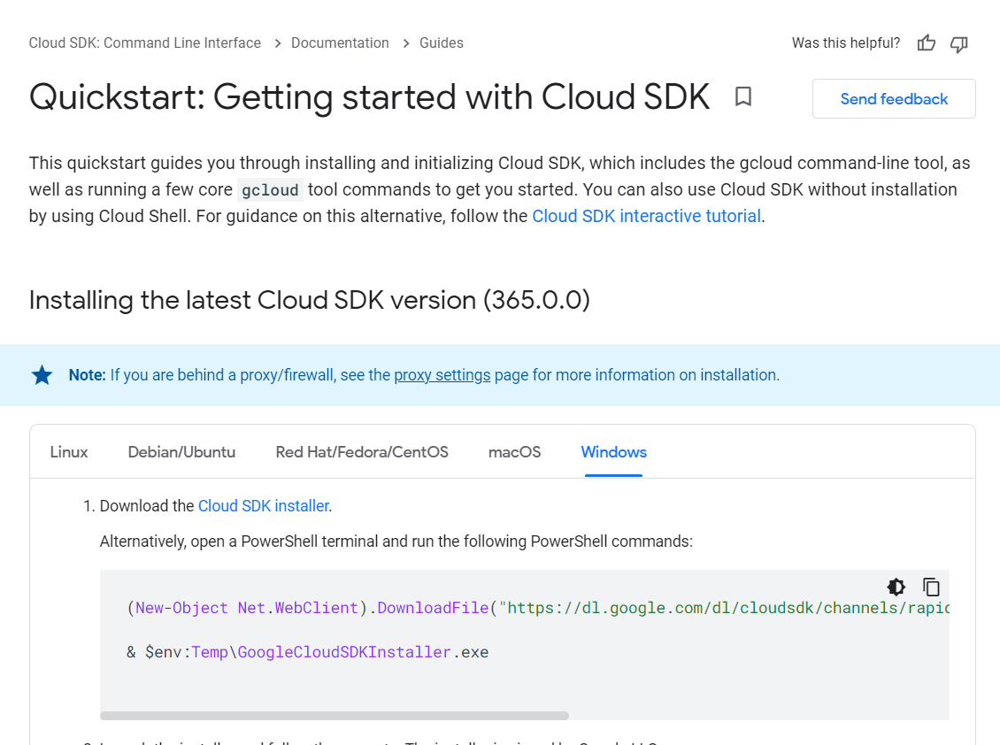 Cloud SDK: Command Line Interface > Documentation > Guides
Was this helpful?
Quickstart: Getting started with Cloud SDK
Send feedback
This quickstart guides you through installing and initializing Cloud SDK, which includes the gcloud command-line tool, as
well as running a few core gcloud tool commands to get you started. You can also use Cloud SDK without installation
by using Cloud Shell. For guidance on this alternative, follow the Cloud SDK interactive tutorial.
Installing the latest Cloud SDK version (365.0.0)
Note: If you are behind a proxy/firewall, see the proxy settings page for more information on installation.
Linux Debian/Ubuntu Red Hat/Fedora/CentOS macOS Windows
1. Download the Cloud SDK installer.
Alternatively, open a PowerShell terminal and run the following PowerShell commands:
(New-Object Net.WebClient).DownloadFile("https://dl.google.com/dl/cloudsdk/channels/rapid
& $env:Temp\GoogleCloudSDKInstaller.exe